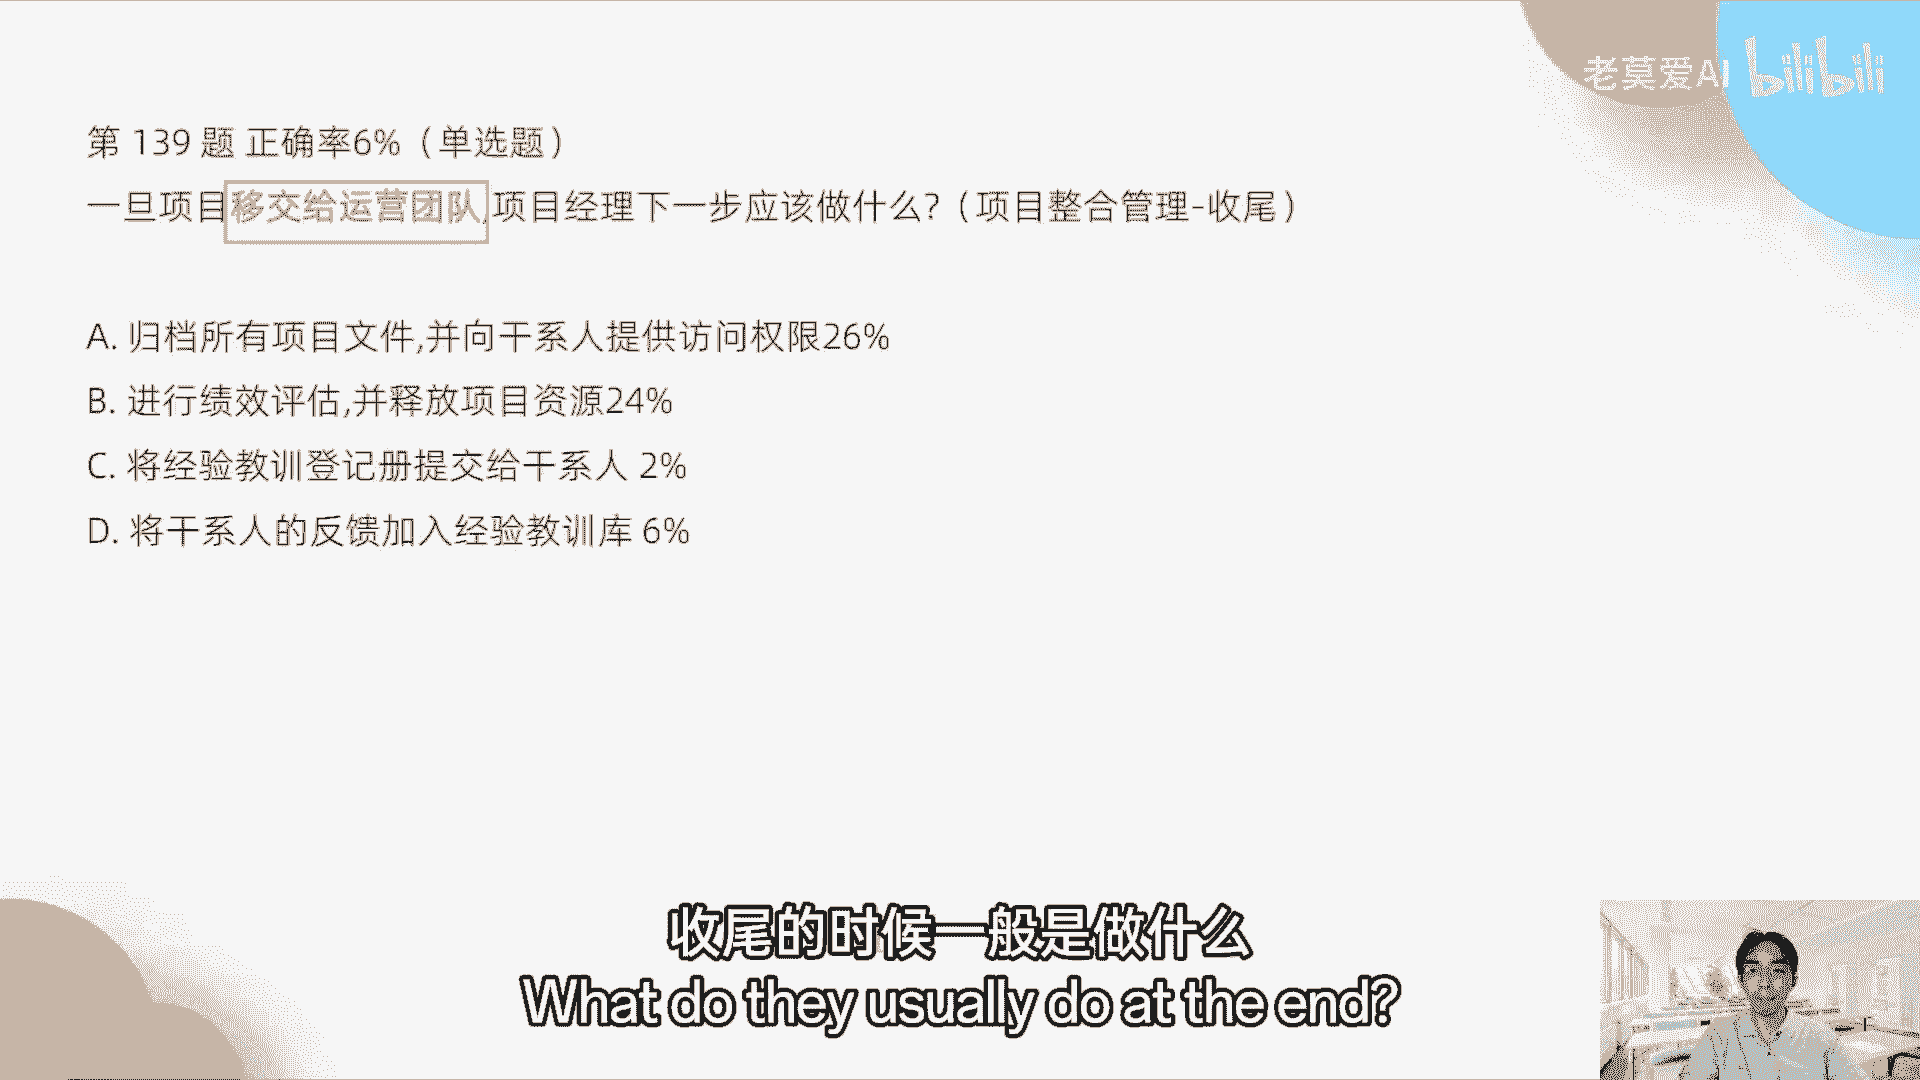 老莫爱AI bilibili
第 139 题 正确率6%（单选题）
一旦项目移交给运营团队,项目经理下一步应该做什么?（项目整合管理-收尾）
A. 归档所有项目文件,并向干系人提供访问权限26%
B. 进行绩效评估,并释放项目资源24%
C. 将经验教训登记册提交给干系人 2%
D. 将干系人的反馈加入经验教训库 6%
收尾的时候一般是做什么
What do they usually do at the end?